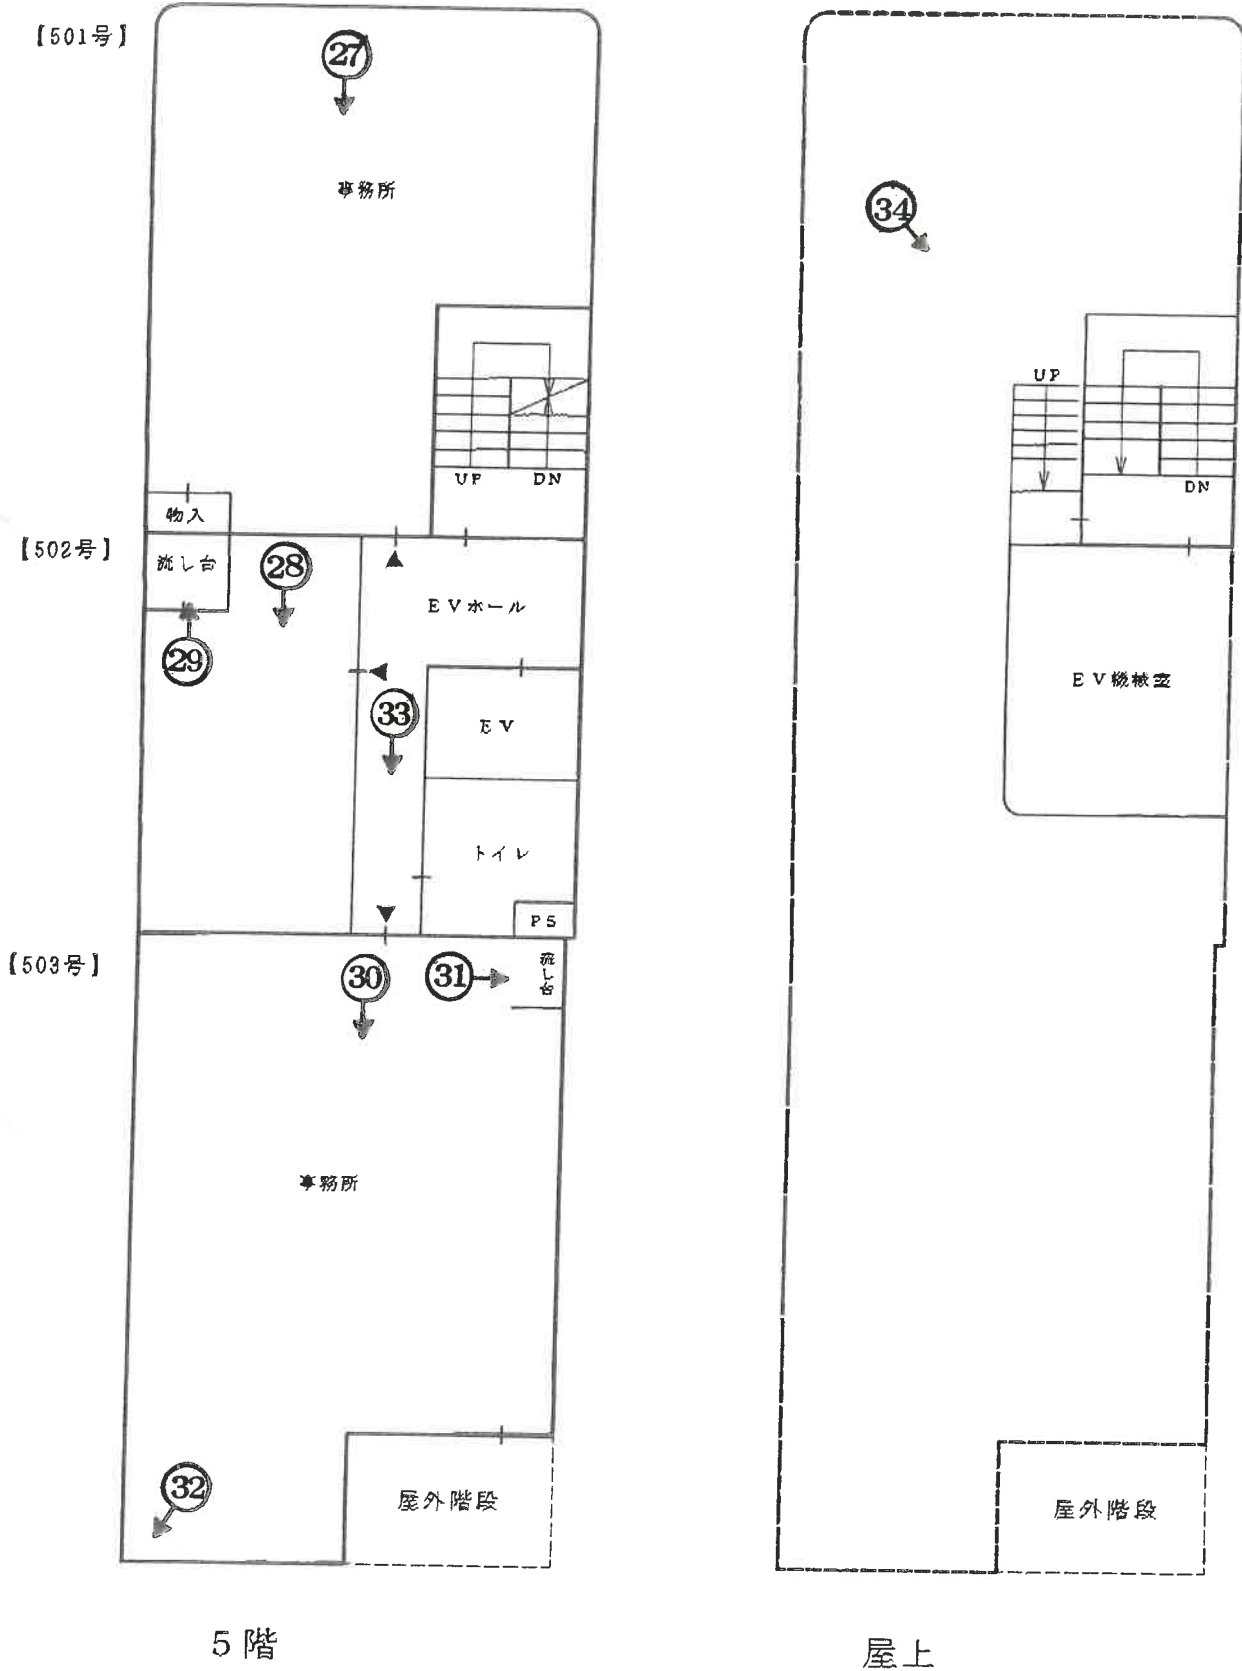 【501号】
㉗
事務所
UP
DN
物入
【502号】
流し台
㉘
EVホール
㉙
㉝
EV
トイレ
PS
【503号】
㉚
㉛
流し台
事務所
㉜
屋外階段
5階
㉞
UP
DN
EV機械室
屋外階段
屋上